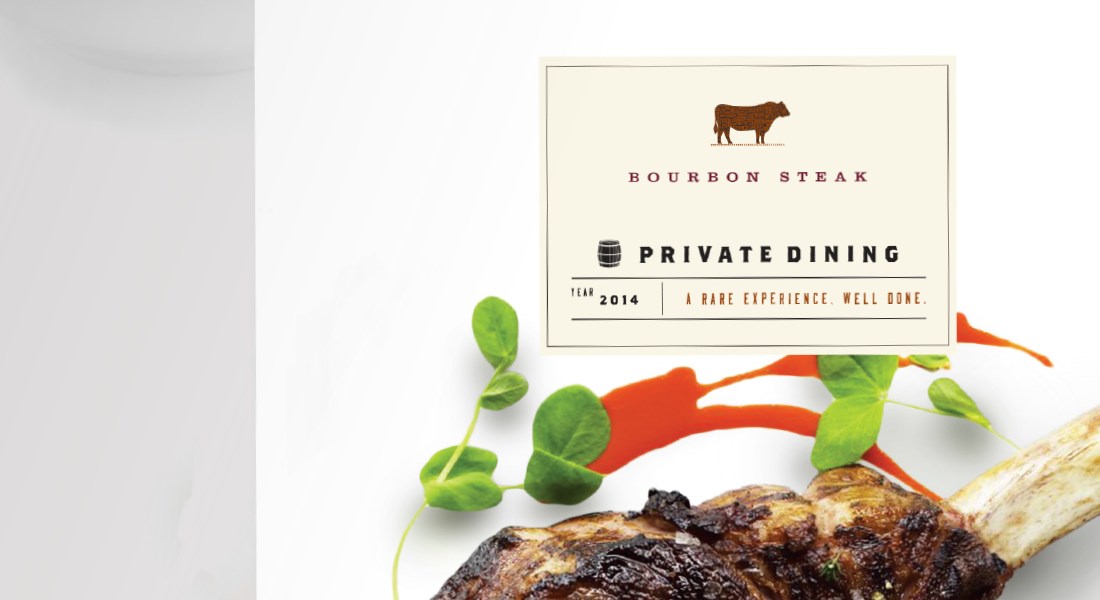 BOURBON STEAK
PRIVATE DINING
YEAR 2014
A RARE EXPERIENCE. WELL DONE.